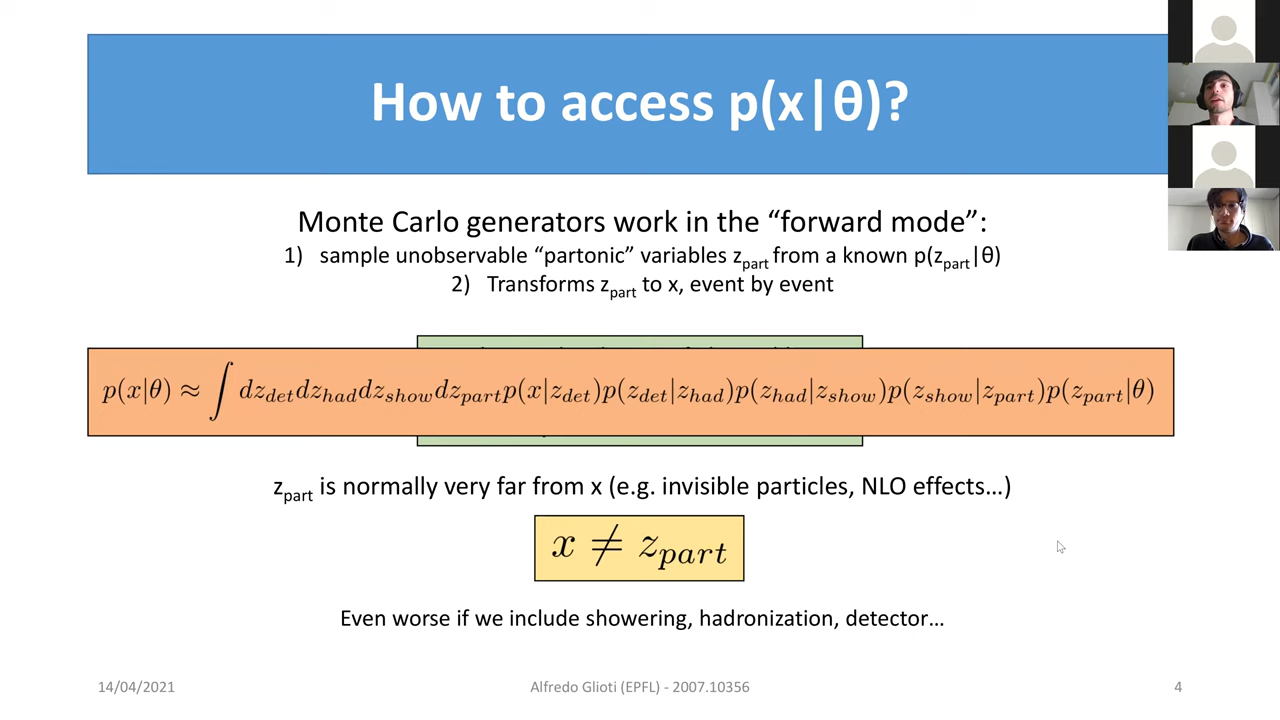 How to access p(x|θ)?
Monte Carlo generators work in the “forward mode”:
1) sample unobservable “partonic” variables z_part from a known p(z_part|θ)
2) Transforms z_part to x, event by event
p(x|θ) ≈ ∫ dz_det dz_had dz_show dz_part p(x|z_det)p(z_det|z_had)p(z_had|z_show)p(z_show|z_part)p(z_part|θ)
z_part is normally very far from x (e.g. invisible particles, NLO effects…)
x ≠ z_part
Even worse if we include showering, hadronization, detector…
14/04/2021
Alfredo Glioti (EPFL) - 2007.10356
4